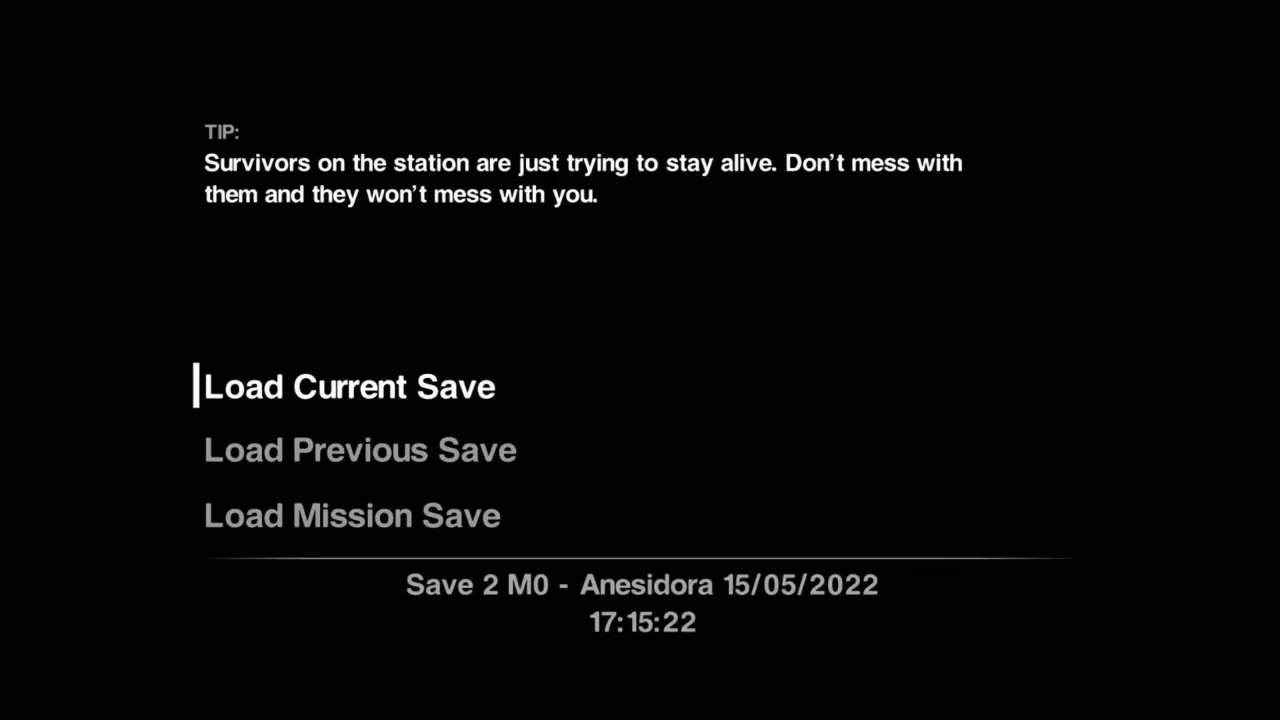 TIP:
Survivors on the station are just trying to stay alive. Don’t mess with
them and they won’t mess with you.
Load Current Save
Load Previous Save
Load Mission Save
Save 2 M0 - Anesidora 15/05/2022
17:15:22